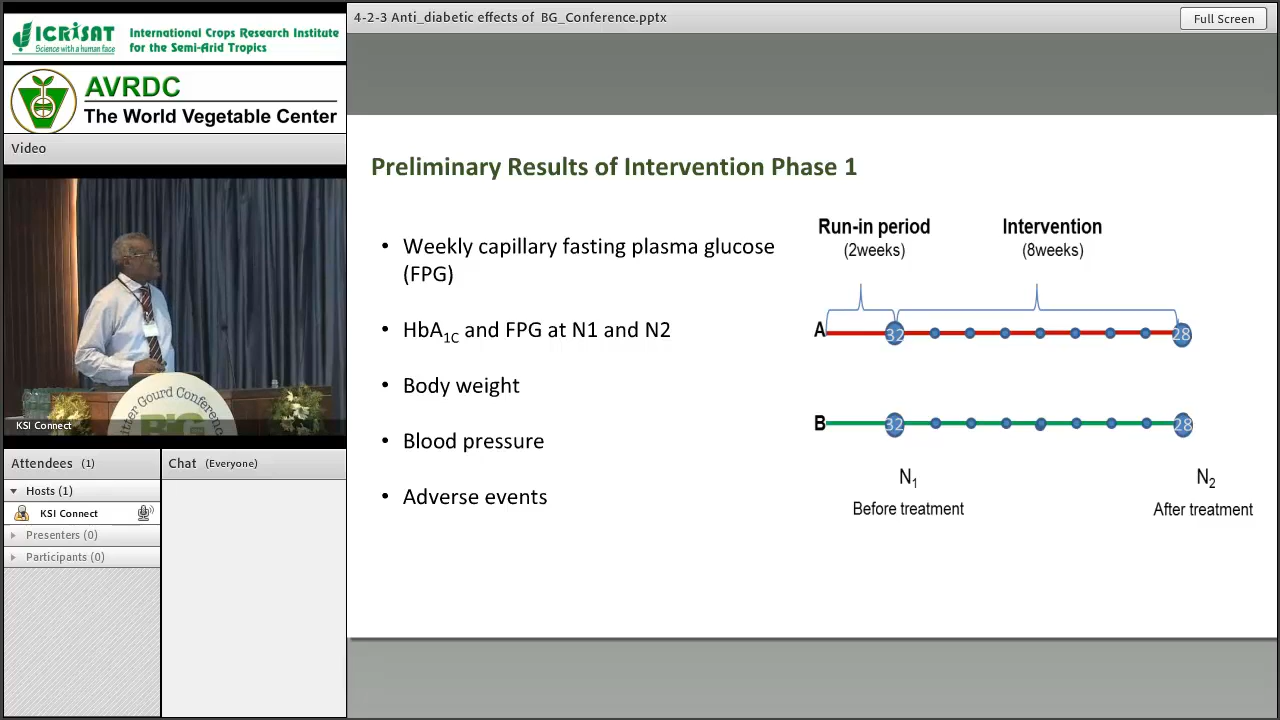 4-2-3 Anti_diabetic effects of BG_Conference.pptx
Full Screen
ICRISAT
Science with a human face
International Crops Research Institute
for the Semi-Arid Tropics
AVRDC
The World Vegetable Center
Video
Bitter Gourd Conference
BiG
KSI Connect
Attendees (1)
Hosts (1)
KSI Connect
Presenters (0)
Participants (0)
Chat (Everyone)
Preliminary Results of Intervention Phase 1
• Weekly capillary fasting plasma glucose
(FPG)
• HbA1C and FPG at N1 and N2
• Body weight
• Blood pressure
• Adverse events
Run-in period
(2weeks)
Intervention
(8weeks)
A 32 28
B 32 28
N1
Before treatment
N2
After treatment